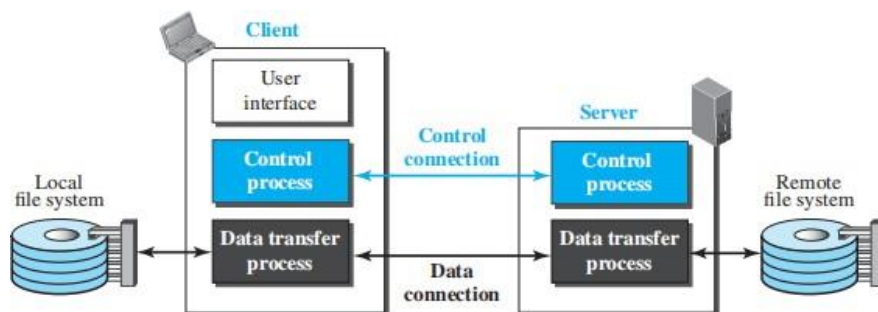 Client
User
interface
Server
Control
connection
Control
process
Control
process
Local
file system
Remote
file system
Data transfer
process
Data transfer
process
Data
connection